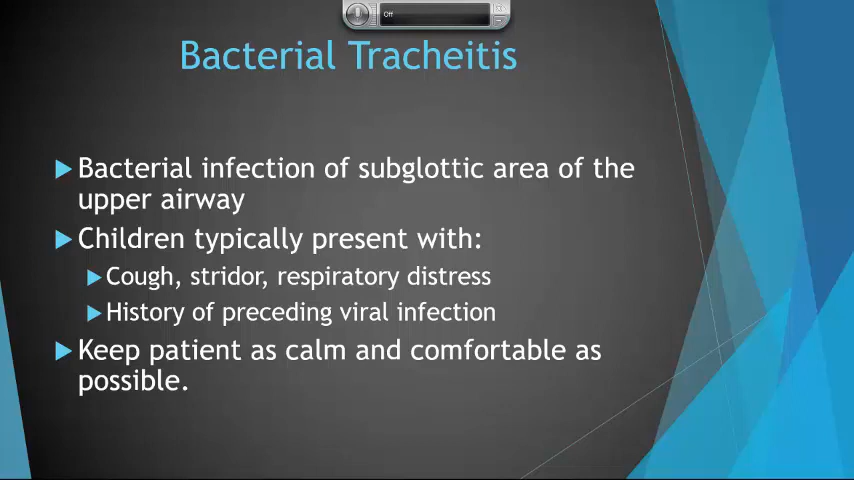 Off
Bacterial Tracheitis
Bacterial infection of subglottic area of the
upper airway
Children typically present with:
Cough, stridor, respiratory distress
History of preceding viral infection
Keep patient as calm and comfortable as
possible.